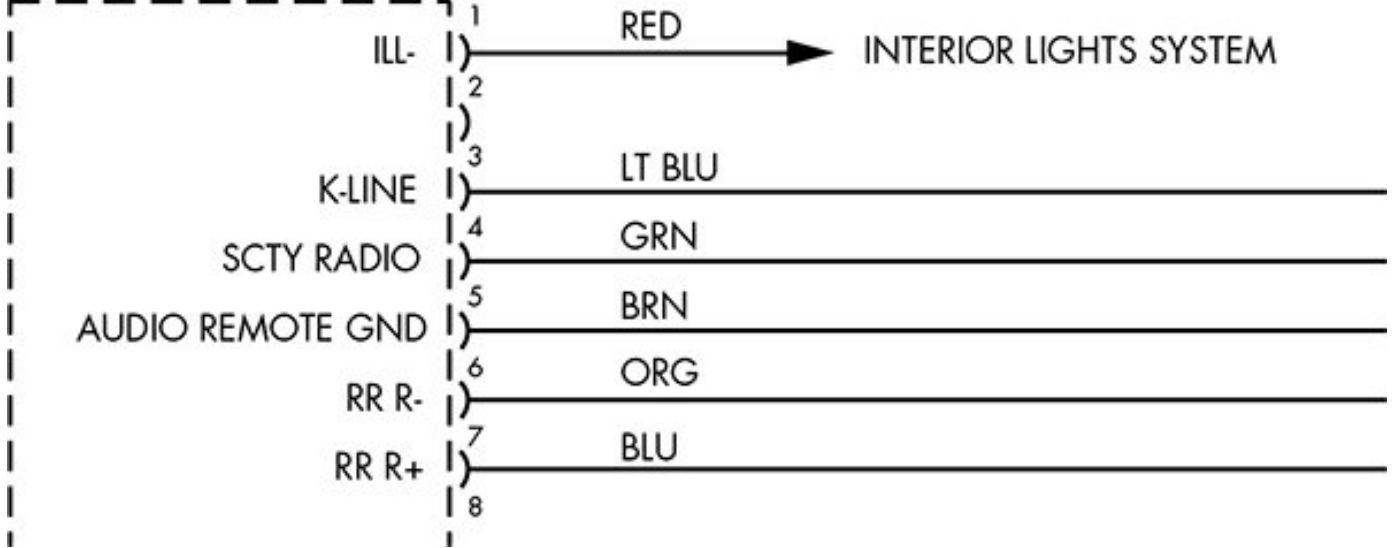 1
ILL- RED INTERIOR LIGHTS SYSTEM
2
3
K-LINE LT BLU
4
SCTY RADIO GRN
5
AUDIO REMOTE GND BRN
6
RR R- ORG
7
RR R+ BLU
8